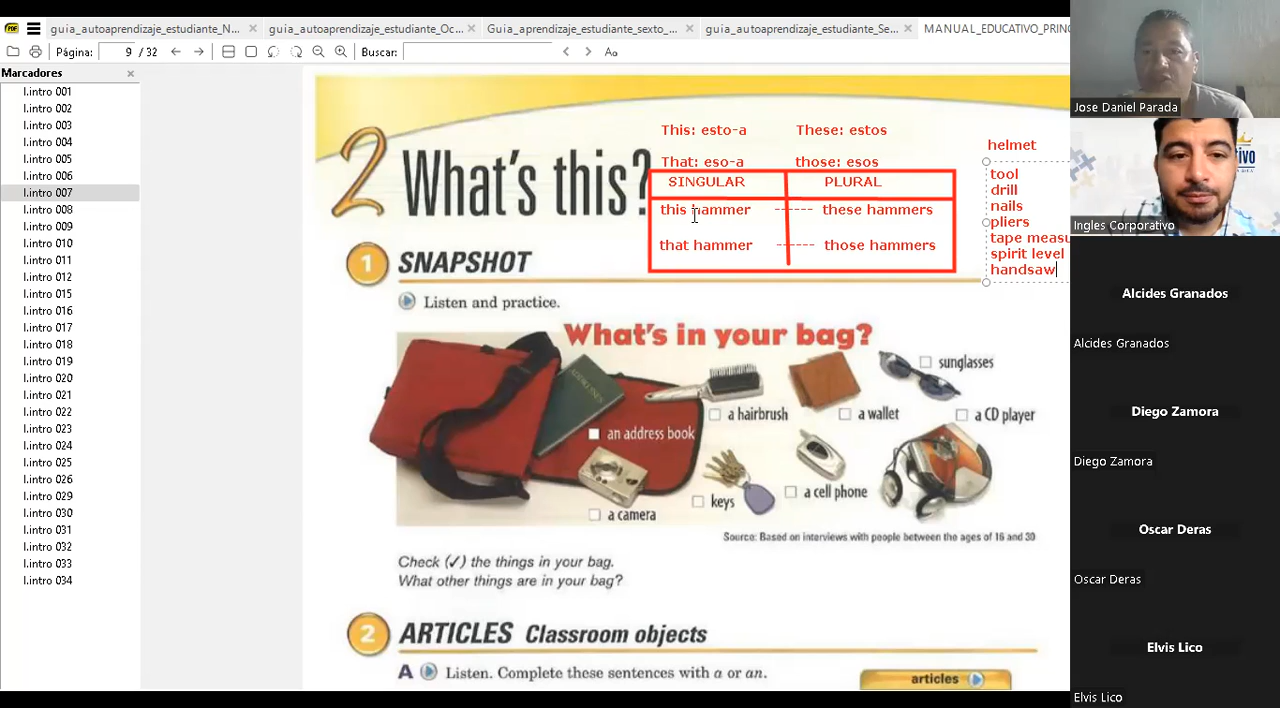 guia_autoaprendizaje_estudiante_N...
guia_autoaprendizaje_estudiante_Oc...
Guia_aprendizaje_estudiante_sexto_...
guia_autoaprendizaje_estudiante_Se...
MANUAL_EDUCATIVO_PRINC
Página: 9 / 32
Buscar:
Aa
Marcadores
I.intro 001
I.intro 002
I.intro 003
I.intro 004
I.intro 005
I.intro 006
I.intro 007
I.intro 008
I.intro 009
I.intro 010
I.intro 011
I.intro 012
I.intro 015
I.intro 016
I.intro 017
I.intro 018
I.intro 019
I.intro 020
I.intro 021
I.intro 022
I.intro 023
I.intro 024
I.intro 025
I.intro 026
I.intro 029
I.intro 030
I.intro 031
I.intro 032
I.intro 033
I.intro 034
2 What's this?
This: esto-a These: estos
That: eso-a those: esos
SINGULAR PLURAL
this hammer ------ these hammers
that hammer ------ those hammers
helmet
tool
drill
nails
pliers
tape measu
spirit level
handsaw
1 SNAPSHOT
Listen and practice.
What's in your bag?
ADDRESSES
sunglasses
a hairbrush
a wallet
a CD player
an address book
a cell phone
keys
a camera
Source: Based on interviews with people between the ages of 16 and 30
Check (✓) the things in your bag.
What other things are in your bag?
2 ARTICLES Classroom objects
A Listen. Complete these sentences with a or an.
articles
Jose Daniel Parada
Ingles Corporativo
Alcides Granados
Alcides Granados
Diego Zamora
Diego Zamora
Oscar Deras
Oscar Deras
Elvis Lico
Elvis Lico